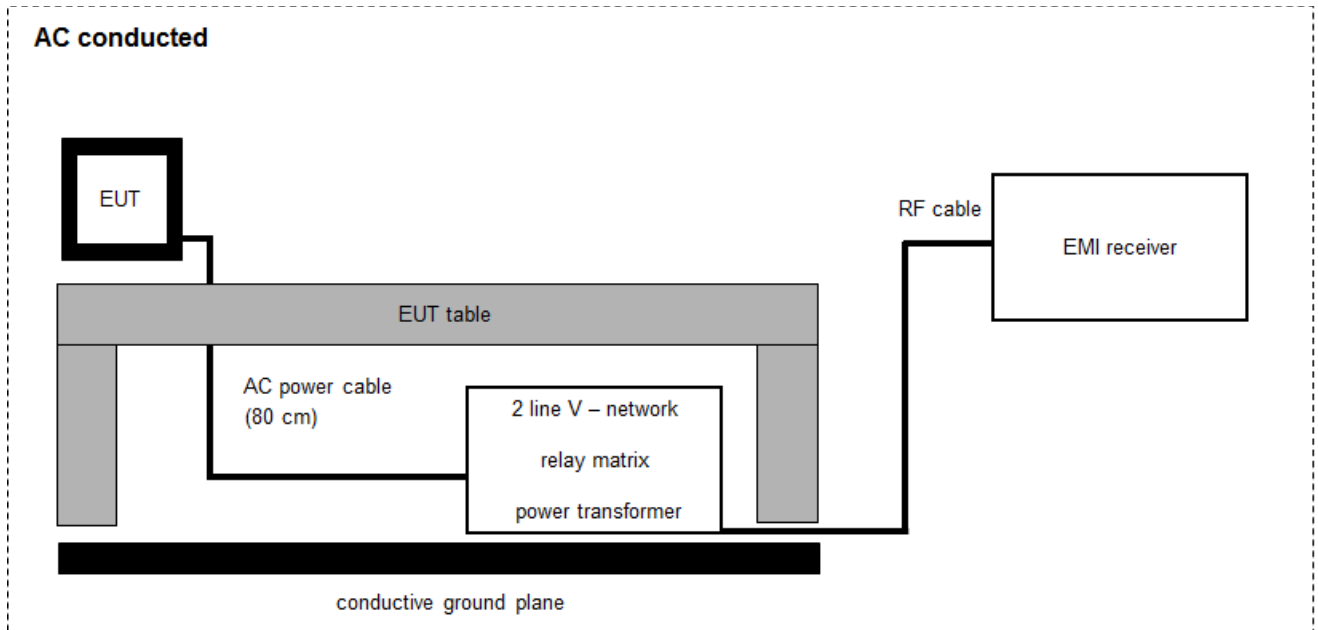 AC conducted
EUT
RF cable
EMI receiver
EUT table
AC power cable
(80 cm)
2 line V – network
relay matrix
power transformer
conductive ground plane